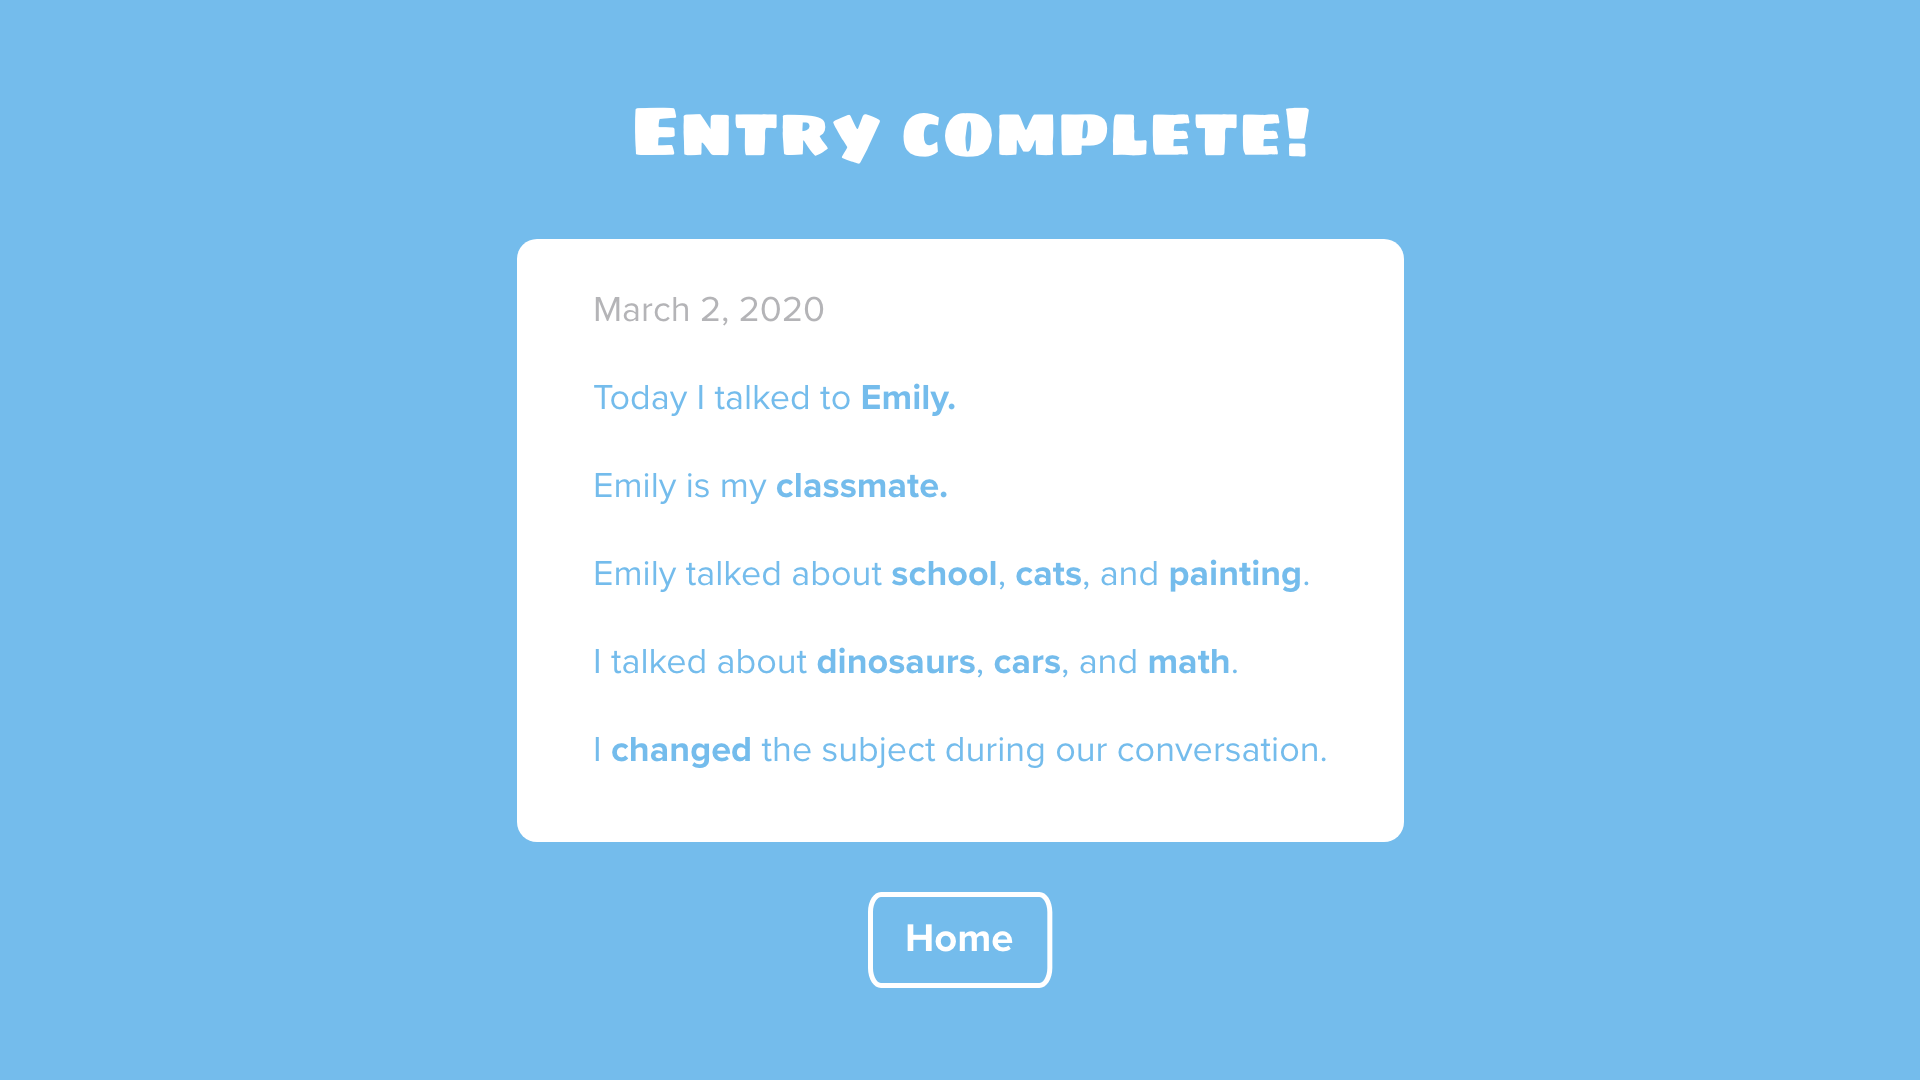 Entry complete!
March 2, 2020
Today I talked to Emily.
Emily is my classmate.
Emily talked about school, cats, and painting.
I talked about dinosaurs, cars, and math.
I changed the subject during our conversation.
Home